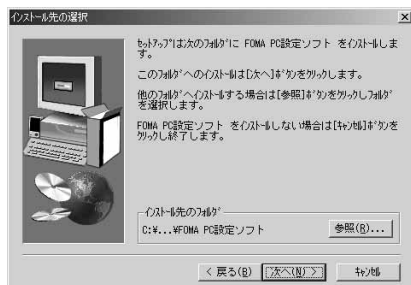 インストール先の選択
ｾｯﾄｱｯﾌﾟは次のﾌｫﾙﾀﾞに FOMA PC設定ソフト をｲﾝｽﾄｰﾙしま
す。
このﾌｫﾙﾀﾞへのｲﾝｽﾄｰﾙは[次へ]ﾎﾞﾀﾝをｸﾘｯｸします。
他のﾌｫﾙﾀﾞへｲﾝｽﾄｰﾙする場合は[参照]ﾎﾞﾀﾝをｸﾘｯｸしﾌｫﾙﾀﾞ
を選択します。
FOMA PC設定ソフト をｲﾝｽﾄｰﾙしない場合は[ｷｬﾝｾﾙ]ﾎﾞﾀﾝを
ｸﾘｯｸし終了します。
ｲﾝｽﾄｰﾙ先のﾌｫﾙﾀﾞ
C:¥...¥FOMA PC設定ソフト
参照(R)...
< 戻る(B)
次へ(N) >
ｷｬﾝｾﾙ